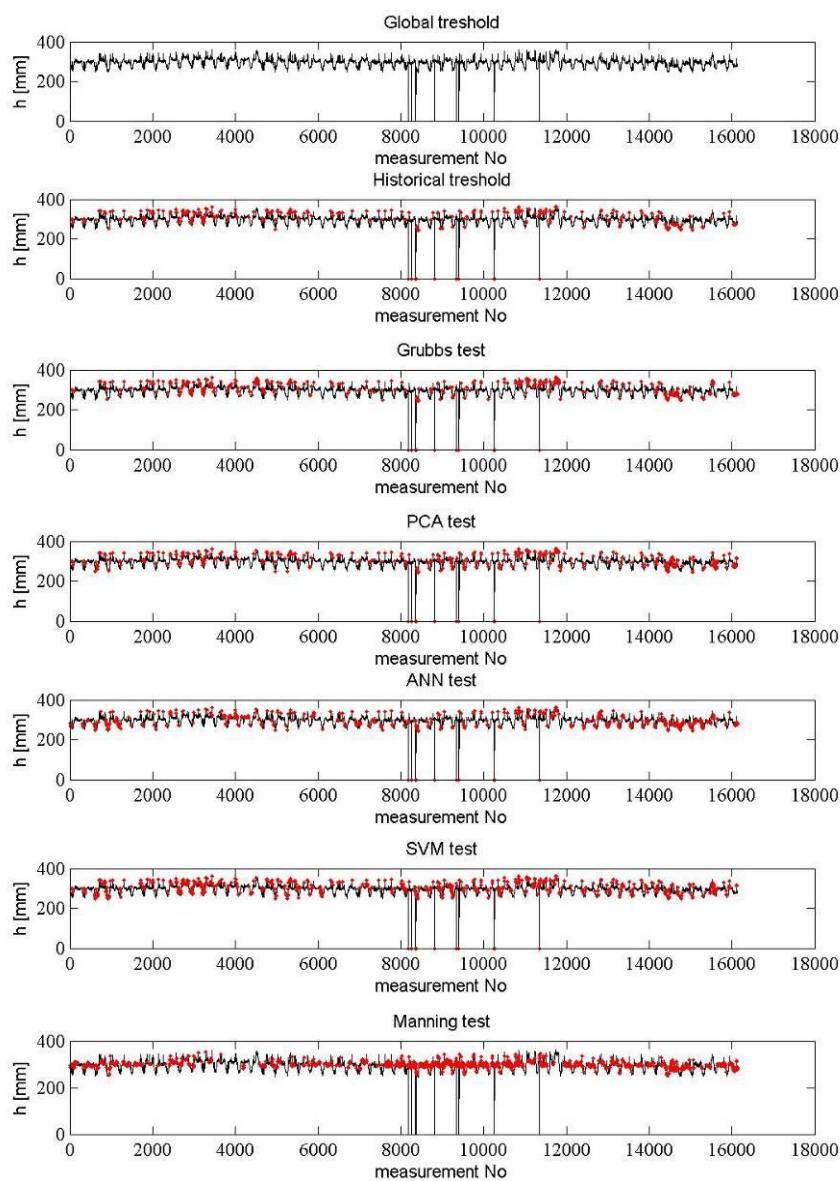 Global treshold
400
200
0
h [mm]
0 2000 4000 6000 8000 10000 12000 14000 16000 18000
measurement No
Historical treshold
400
200
0
h [mm]
0 2000 4000 6000 8000 10000 12000 14000 16000 18000
measurement No
Grubbs test
400
200
0
h [mm]
0 2000 4000 6000 8000 10000 12000 14000 16000 18000
measurement No
PCA test
400
200
0
h [mm]
0 2000 4000 6000 8000 10000 12000 14000 16000 18000
measurement No
ANN test
400
200
0
h [mm]
0 2000 4000 6000 8000 10000 12000 14000 16000 18000
measurement No
SVM test
400
200
0
h [mm]
0 2000 4000 6000 8000 10000 12000 14000 16000 18000
measurement No
Manning test
400
200
0
h [mm]
0 2000 4000 6000 8000 10000 12000 14000 16000 18000
measurement No